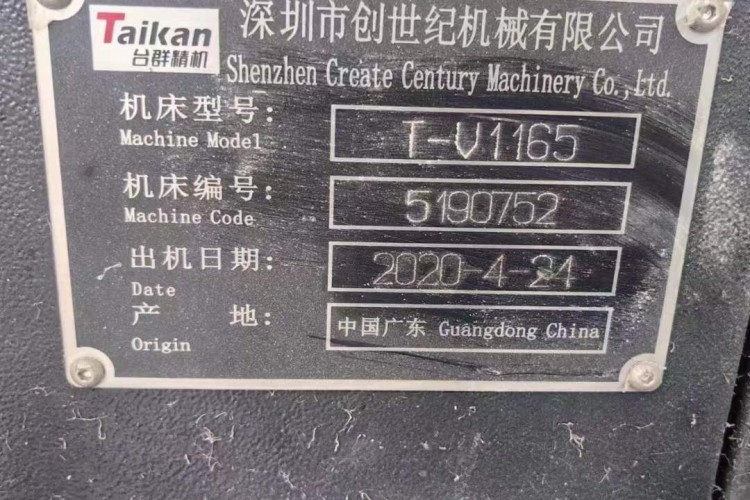 Taikan
台群精机
深圳市创世纪机械有限公司
Shenzhen Create Century Machinery Co.,Ltd.
机床型号: T-V1165
Machine Model
机床编号: 5190752
Machine Code
出机日期: 2020-4-24
Date
产 地: 中国广东 Guangdong China
Origin